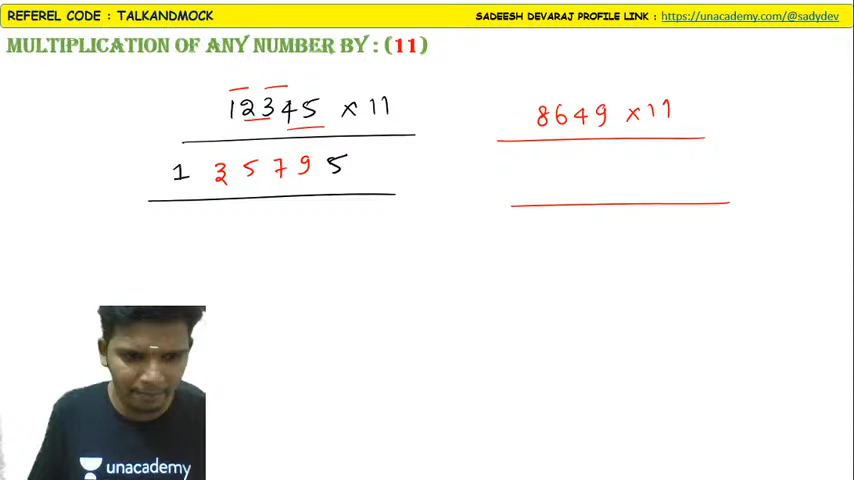 REFEREL CODE : TALKANDMOCK
SADEESH DEVARAJ PROFILE LINK : https://unacademy.com/@sadydev
MULTIPLICATION OF ANY NUMBER BY : (11)
12345 × 11
8649 × 11
1 3 5 7 9 5
unacademy